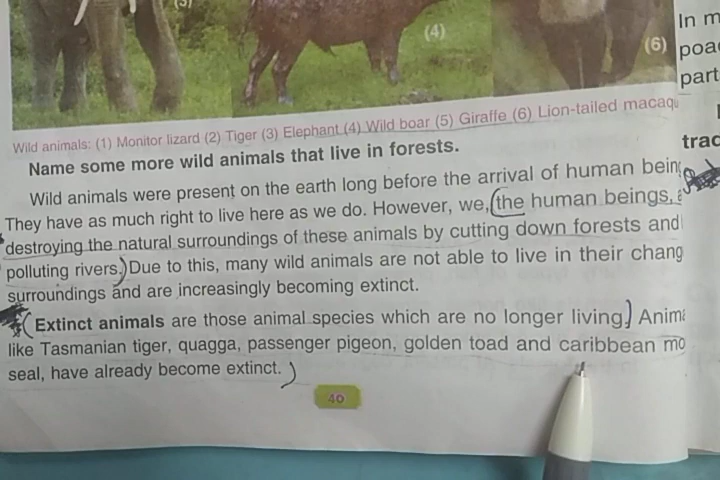 (3)
(4)
(6)
Wild animals: (1) Monitor lizard (2) Tiger (3) Elephant (4) Wild boar (5) Giraffe (6) Lion-tailed macaqu
Name some more wild animals that live in forests.
Wild animals were present on the earth long before the arrival of human bein
They have as much right to live here as we do. However, we, the human beings, a
destroying the natural surroundings of these animals by cutting down forests and
polluting rivers. Due to this, many wild animals are not able to live in their chang
surroundings and are increasingly becoming extinct.
Extinct animals are those animal species which are no longer living. Anima
like Tasmanian tiger, quagga, passenger pigeon, golden toad and caribbean mo
seal, have already become extinct.
40
In m
poa
part
trac